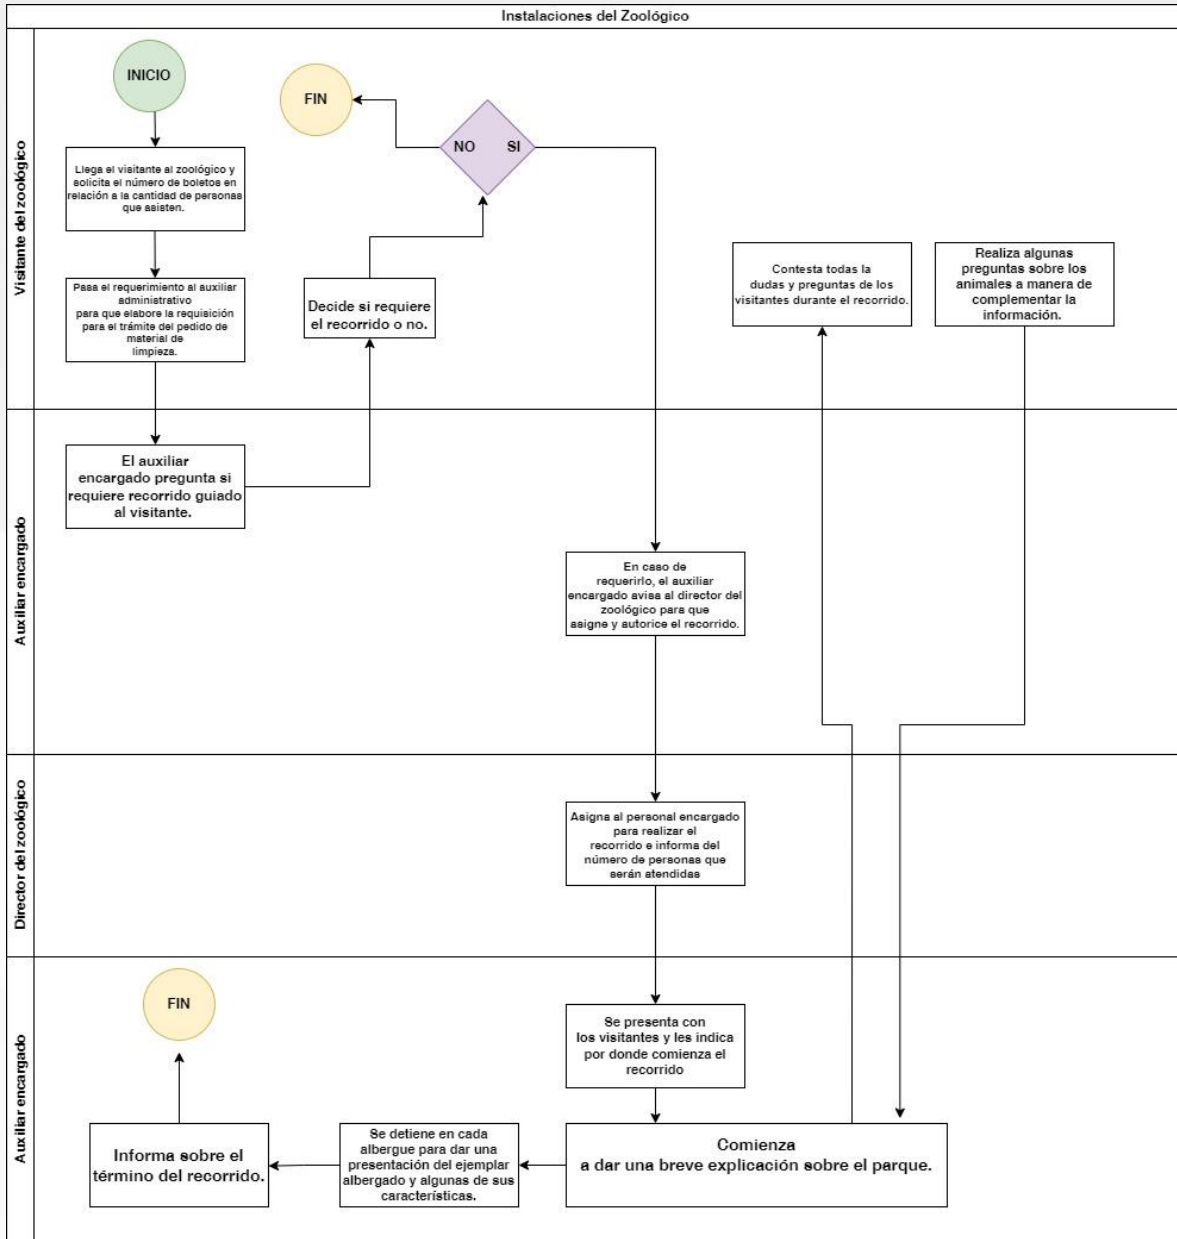 Instalaciones del Zoológico
Visitante del zoológico
INICIO
Llega el visitante al zoológico y
solicita el número de boletos en
relación a la cantidad de personas
que asisten.
Pasa el requerimiento al auxiliar
administrativo
para que elabore la requisición
para el trámite del pedido de
material de
limpieza.
FIN
NO
SI
Decide si requiere
el recorrido o no.
Contesta todas la
dudas y preguntas de los
visitantes durante el recorrido.
Realiza algunas
preguntas sobre los
animales a manera de
complementar la
información.
Auxiliar encargado
El auxiliar
encargado pregunta si
requiere recorrido guiado
al visitante.
En caso de
requerirlo, el auxiliar
encargado avisa al director del
zoológico para que
asigne y autorice el recorrido.
Director del zoológico
Asigna al personal encargado
para realizar el
recorrido e informa del
número de personas que
serán atendidas
Auxiliar encargado
FIN
Se presenta con
los visitantes y les indica
por donde comienza el
recorrido
Informa sobre el
término del recorrido.
Se detiene en cada
albergue para dar una
presentación del ejemplar
albergado y algunas de sus
características.
Comienza
a dar una breve explicación sobre el parque.